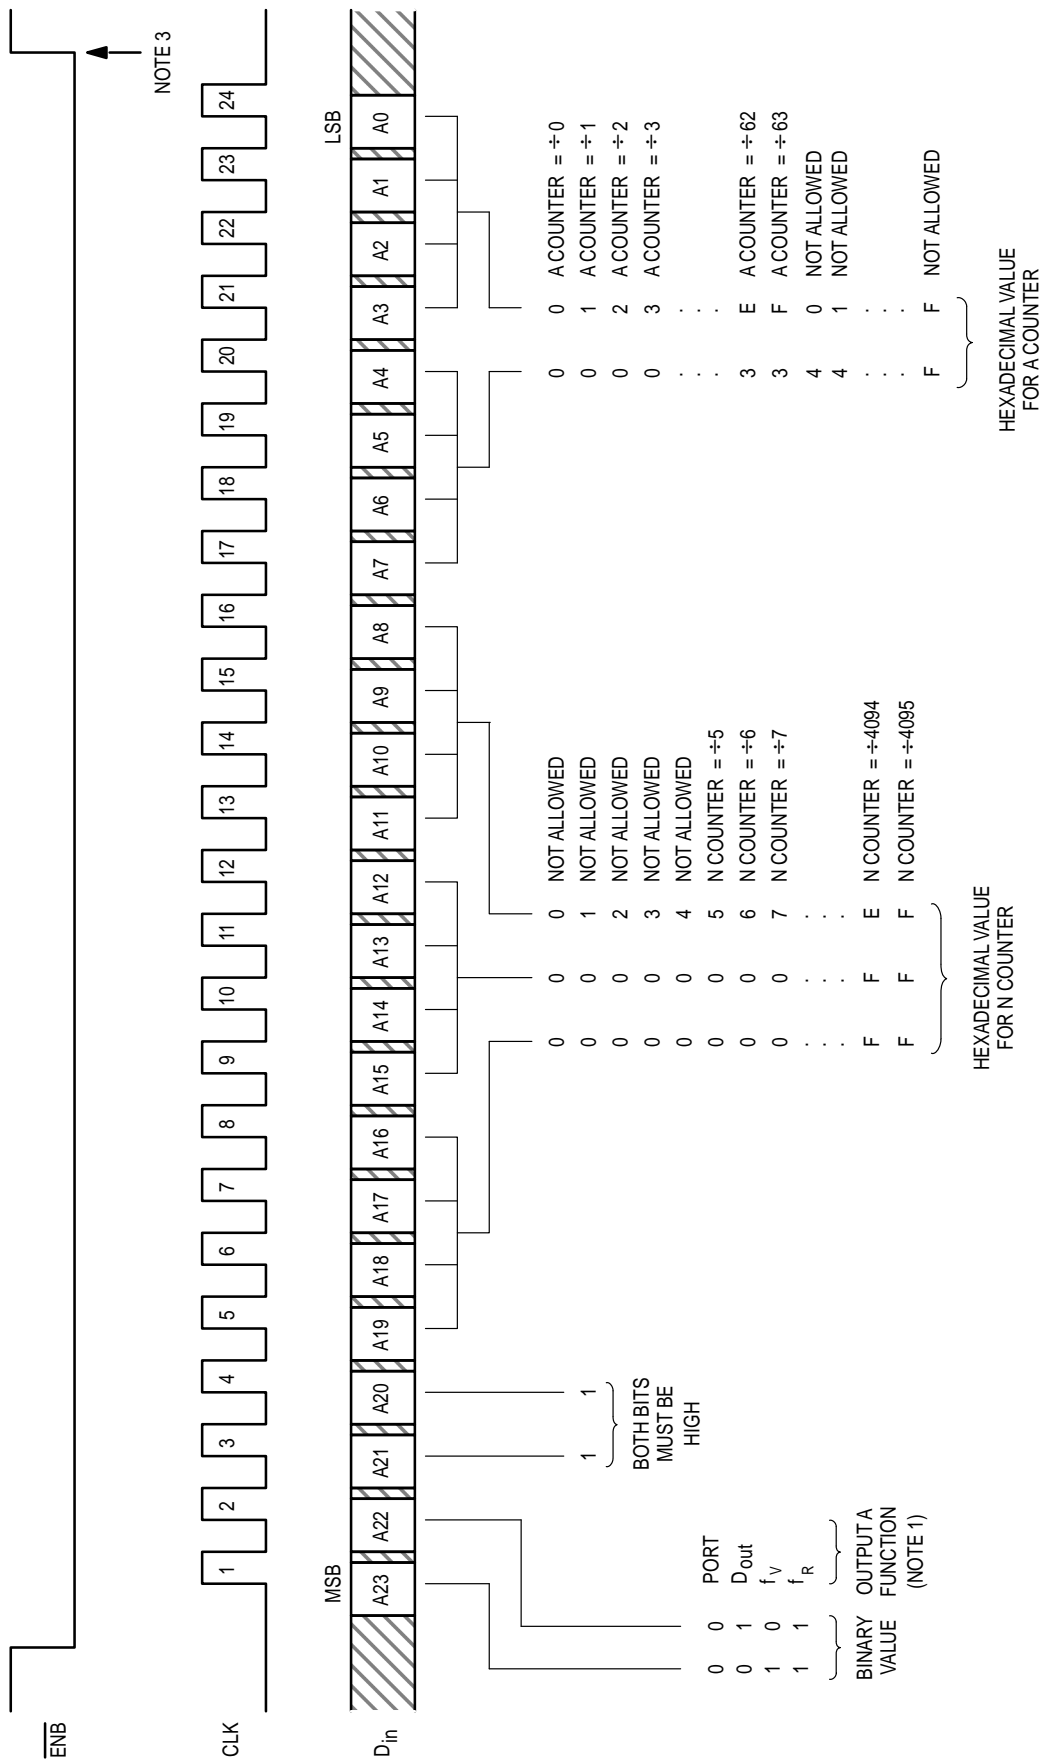 ENB
NOTE 3
CLK
1 2 3 4 5 6 7 8 9 10 11 12 13 14 15 16 17 18 19 20 21 22 23 24
MSB
LSB
Din
A23 A22 A21 A20 A19 A18 A17 A16 A15 A14 A13 A12 A11 A10 A9 A8 A7 A6 A5 A4 A3 A2 A1 A0
0 0 PORT
0 1 Dout
1 0 fV
1 1 fR
BINARY
VALUE
OUTPUT A
FUNCTION
(NOTE 1)
1 1
BOTH BITS
MUST BE
HIGH
0 0 0 NOT ALLOWED
0 0 1 NOT ALLOWED
0 0 2 NOT ALLOWED
0 0 3 NOT ALLOWED
0 0 4 NOT ALLOWED
0 0 5 N COUNTER = ÷5
0 0 6 N COUNTER = ÷6
0 0 7 N COUNTER = ÷7
. . .
. . .
. . .
F F E N COUNTER = ÷4094
F F F N COUNTER = ÷4095
HEXADECIMAL VALUE
FOR N COUNTER
0 0 A COUNTER = ÷0
0 1 A COUNTER = ÷1
0 2 A COUNTER = ÷2
0 3 A COUNTER = ÷3
. .
. .
. .
3 E A COUNTER = ÷62
3 F A COUNTER = ÷63
4 0 NOT ALLOWED
4 1 NOT ALLOWED
. .
. .
. .
F F NOT ALLOWED
HEXADECIMAL VALUE
FOR A COUNTER